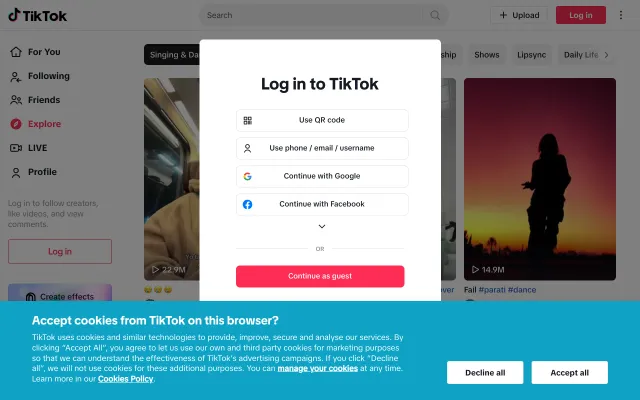 TikTok
Search
Upload
Log in
For You
Following
Friends
Explore
LIVE
Profile
Log in to follow creators,
like videos, and view
comments.
Log in
Create effects
Singing & Da
ship
Shows
Lipsync
Daily Life
22.9M
14.9M
Fail #parati #dance
over
Log in to TikTok
Use QR code
Use phone / email / username
Continue with Google
Continue with Facebook
OR
Continue as guest
Accept cookies from TikTok on this browser?
TikTok uses cookies and similar technologies to provide, improve, secure and analyse our services. By
clicking “Accept All”, you agree to let us use our own and third party cookies for marketing purposes
so that we can understand the effectiveness of TikTok's advertising campaigns. If you click “Decline
all”, we will not use cookies for these additional purposes. You can manage your cookies at any time.
Learn more in our Cookies Policy.
Decline all
Accept all